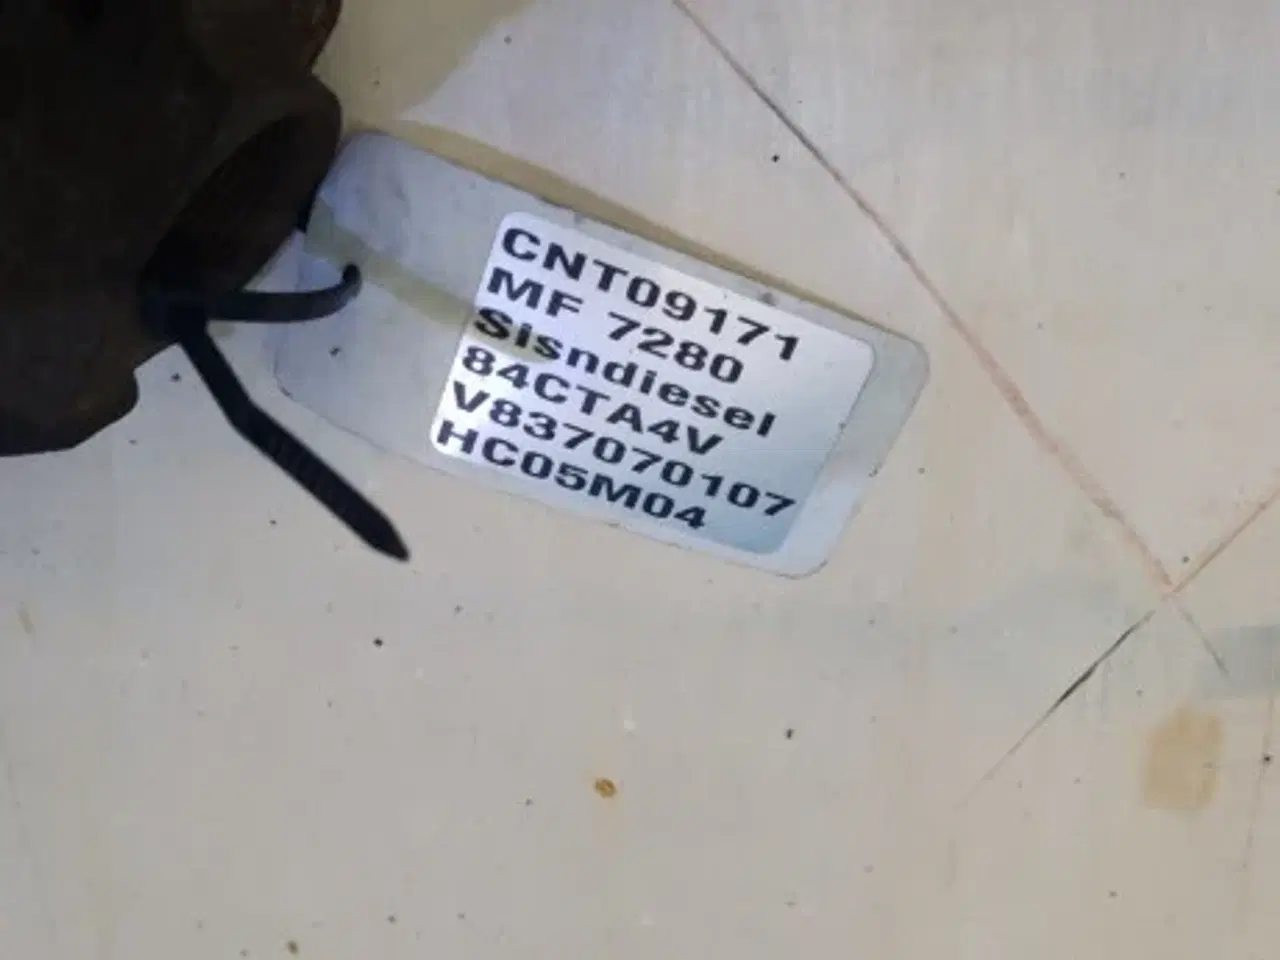 CNT09171
MF 7280
Sisndiesel
84CTA4V
V837070107
HC05M04